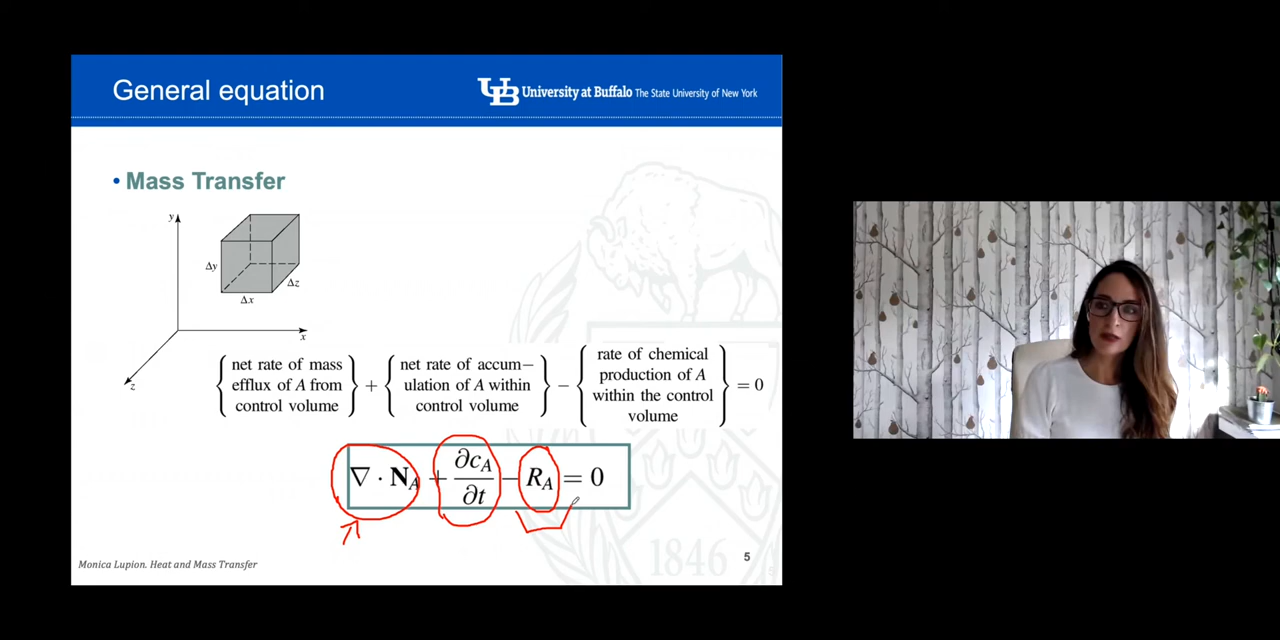 General equation
UB University at Buffalo The State University of New York
• Mass Transfer
y
Δy
Δz
Δx
x
z
{ net rate of mass efflux of A from control volume } + { net rate of accum– ulation of A within control volume } − { rate of chemical production of A within the control volume } = 0
∇ · N_A + ∂c_A/∂t − R_A = 0
1846
5
Monica Lupion. Heat and Mass Transfer